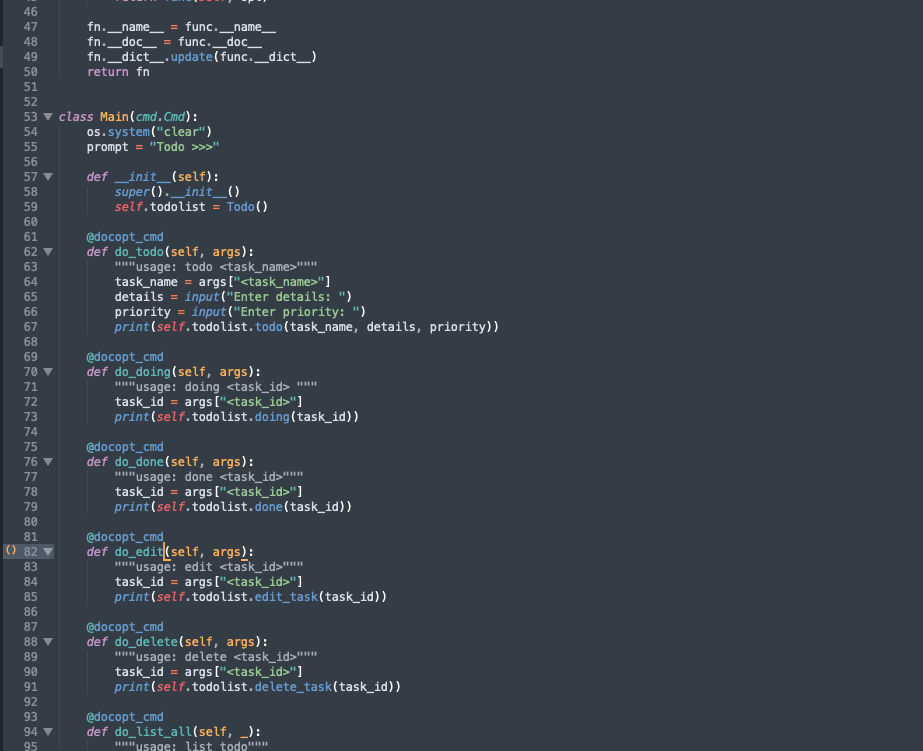 46
47 fn.__name__ = func.__name__
48 fn.__doc__ = func.__doc__
49 fn.__dict__.update(func.__dict__)
50 return fn
51
52
53 class Main(cmd.Cmd):
54 os.system("clear")
55 prompt = "Todo >>>"
56
57 def __init__(self):
58 super().__init__()
59 self.todolist = Todo()
60
61 @docopt_cmd
62 def do_todo(self, args):
63 """usage: todo <task_name>"""
64 task_name = args["<task_name>"]
65 details = input("Enter details: ")
66 priority = input("Enter priority: ")
67 print(self.todolist.todo(task_name, details, priority))
68
69 @docopt_cmd
70 def do_doing(self, args):
71 """usage: doing <task_id> """
72 task_id = args["<task_id>"]
73 print(self.todolist.doing(task_id))
74
75 @docopt_cmd
76 def do_done(self, args):
77 """usage: done <task_id>"""
78 task_id = args["<task_id>"]
79 print(self.todolist.done(task_id))
80
81 @docopt_cmd
() 82 def do_edit(self, args):
83 """usage: edit <task_id>"""
84 task_id = args["<task_id>"]
85 print(self.todolist.edit_task(task_id))
86
87 @docopt_cmd
88 def do_delete(self, args):
89 """usage: delete <task_id>"""
90 task_id = args["<task_id>"]
91 print(self.todolist.delete_task(task_id))
92
93 @docopt_cmd
94 def do_list_all(self, _):
95 """usage: list todo"""